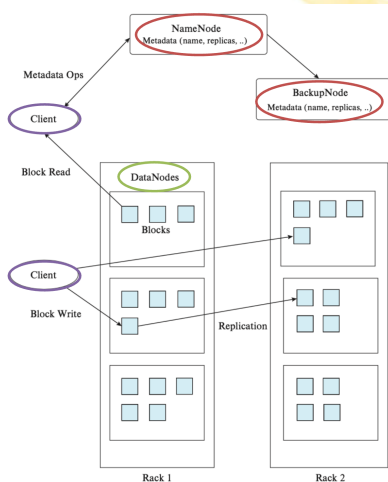 NameNode
Metadata (name, replicas, ..)
Metadata Ops
BackupNode
Metadata (name, replicas, ..)
Client
Block Read
DataNodes
Blocks
Client
Block Write
Replication
Rack 1
Rack 2